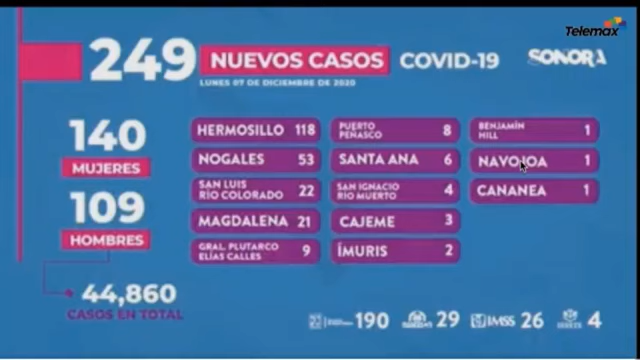 Telemax
249 NUEVOS CASOS COVID-19 SONORA
LUNES 07 DE DICIEMBRE DE 2020
140
MUJERES
109
HOMBRES
44,860
CASOS EN TOTAL
HERMOSILLO 118
NOGALES 53
SAN LUIS
RÍO COLORADO 22
MAGDALENA 21
GRAL. PLUTARCO
ELÍAS CALLES 9
PUERTO
PEÑASCO 8
SANTA ANA 6
SAN IGNACIO
RÍO MUERTO 4
CAJEME 3
ÍMURIS 2
BENJAMÍN
HILL 1
NAVOJOA 1
CANANEA 1
190 29 IMSS 26 4